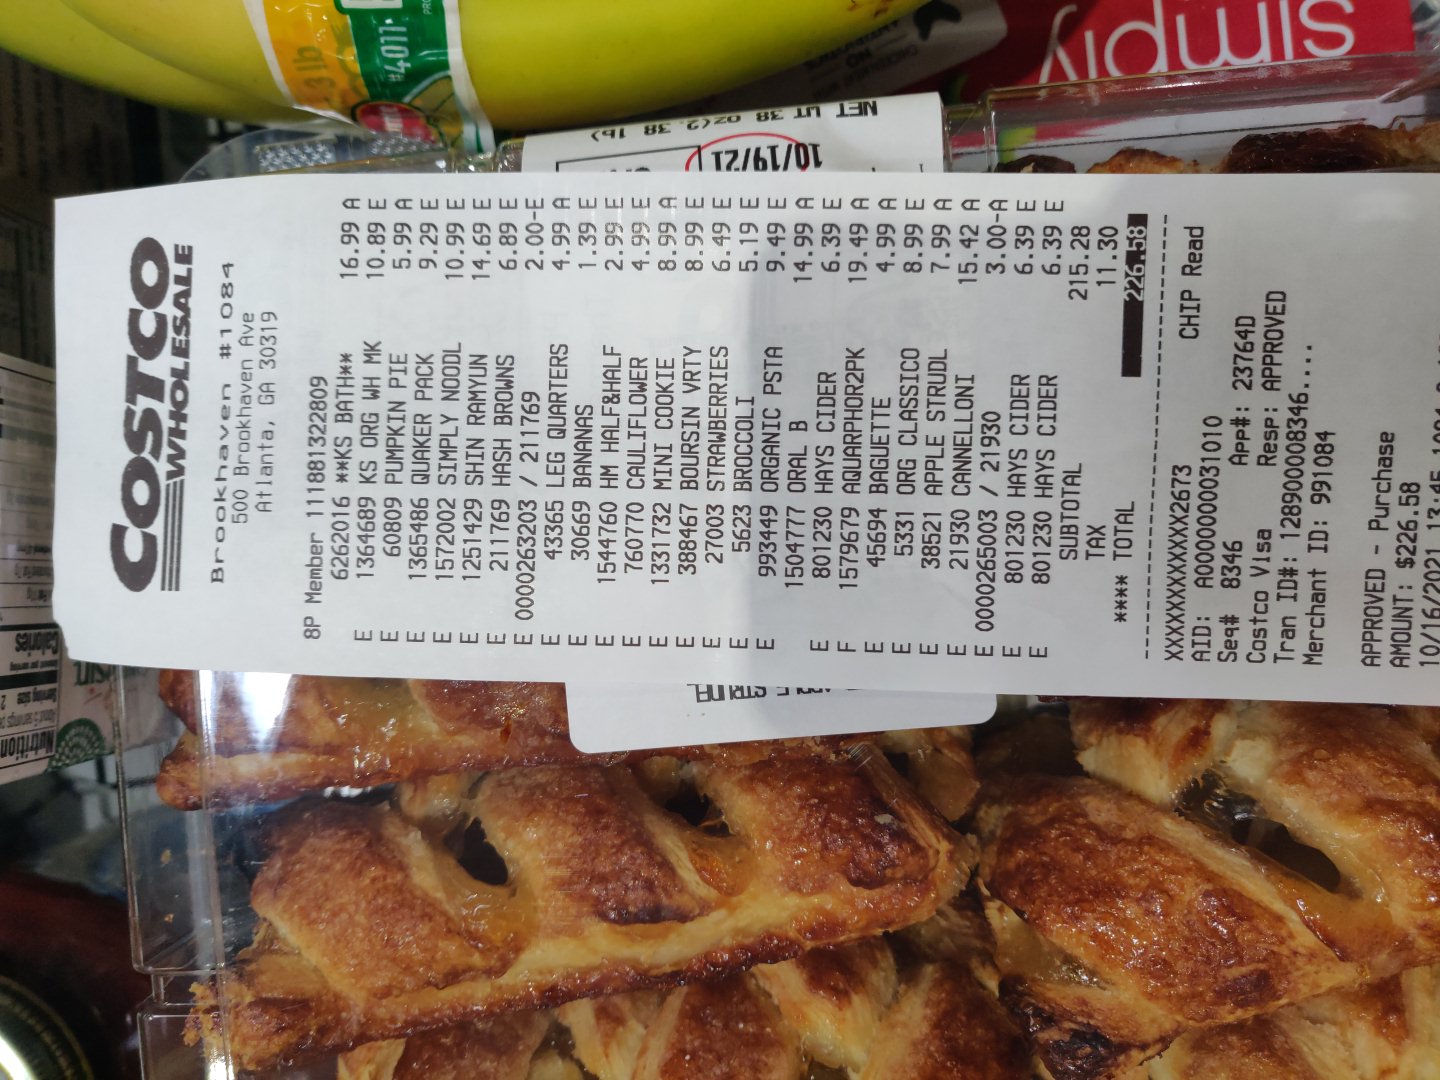 Nutrition
Serving size 2
Calories
COSTCO
WHOLESALE
Brookhaven #1084
500 Brookhaven Ave
Atlanta, GA 30319
8P Member 111881322809
6262016 **KS BATH** 16.99 A
E 1364689 KS ORG WH MK 10.89 E
E 60809 PUMPKIN PIE 5.99 A
E 1365486 QUAKER PACK 9.29 E
E 1572002 SIMPLY NOODL 10.99 E
E 1251429 SHIN RAMYUN 14.69 E
E 211769 HASH BROWNS 6.89 E
E 0000263203 / 211769 2.00-E
E 43365 LEG QUARTERS 4.99 A
E 30669 BANANAS 1.39 E
E 1544760 HM HALF&HALF 2.99 E
E 760770 CAULIFLOWER 4.99 E
E 1331732 MINI COOKIE 8.99 A
E 388467 BOURSIN VRTY 8.99 E
E 27003 STRAWBERRIES 6.49 E
E 5623 BROCCOLI 5.19 E
E 993449 ORGANIC PSTA 9.49 E
1504777 ORAL B 14.99 A
E 801230 HAYS CIDER 6.39 E
F 1579679 AQUARPHOR2PK 19.49 A
E 45694 BAGUETTE 4.99 A
E 5331 ORG CLASSICO 8.99 E
E 38521 APPLE STRUDL 7.99 A
E 21930 CANNELLONI 15.42 A
E 0000265003 / 21930 3.00-A
E 801230 HAYS CIDER 6.39 E
E 801230 HAYS CIDER 6.39 E
SUBTOTAL 215.28
TAX 11.30
**** TOTAL 226.58
XXXXXXXXXXXX2673 CHIP Read
AID: A0000000031010
Seq# 8346 App#: 23764D
Costco Visa Resp: APPROVED
Tran ID#: 128900008346....
Merchant ID: 991084
APPROVED - Purchase
AMOUNT: $226.58
10/16/2021 13:45
3 lb
#4011
10/19/21
NET WT 38 OZ (2.38 lb)
simply